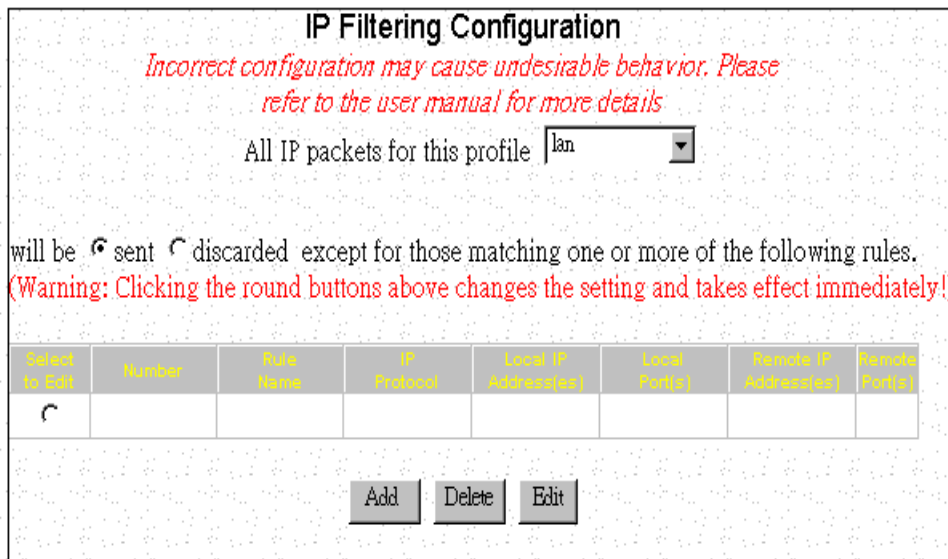 IP Filtering Configuration
Incorrect configuration may cause undesirable behavior. Please
refer to the user manual for more details
All IP packets for this profile lan
will be sent discarded except for those matching one or more of the following rules.
(Warning: Clicking the round buttons above changes the setting and takes effect immediately!
Select to Edit Number Rule Name IP Protocol Local IP Address(es) Local Port(s) Remote IP Address(es) Remote Port(s)
Add Delete Edit